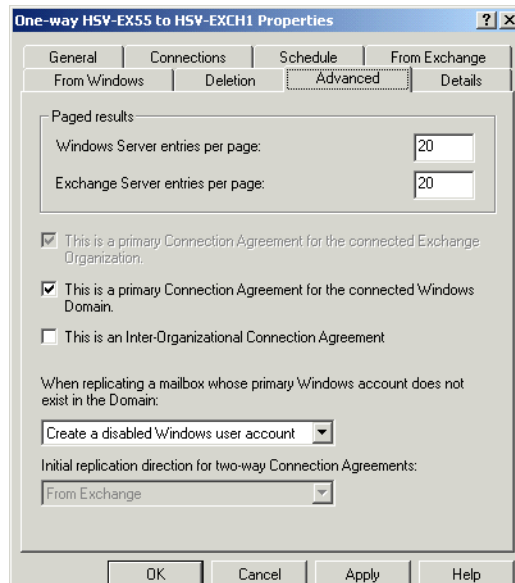 One-way HSV-EX55 to HSV-EXCH1 Properties
General
Connections
Schedule
From Exchange
From Windows
Deletion
Advanced
Details
Paged results
Windows Server entries per page:
20
Exchange Server entries per page:
20
This is a primary Connection Agreement for the connected Exchange
Organization.
This is a primary Connection Agreement for the connected Windows
Domain.
This is an Inter-Organizational Connection Agreement
When replicating a mailbox whose primary Windows account does not
exist in the Domain:
Create a disabled Windows user account
Initial replication direction for two-way Connection Agreements:
From Exchange
OK
Cancel
Apply
Help